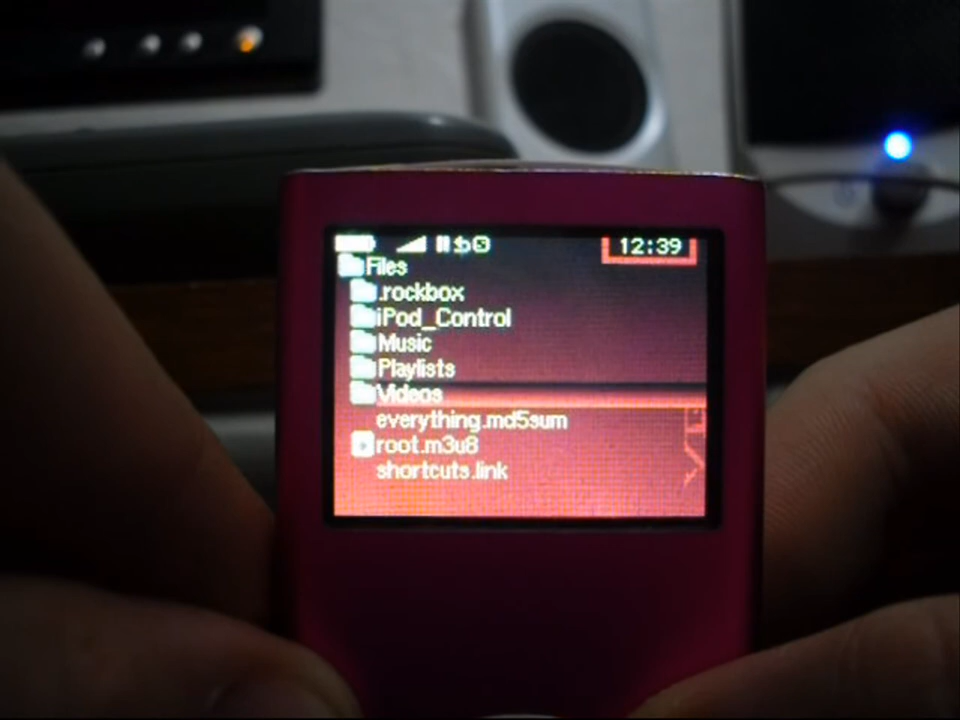 12:39
Files
.rockbox
iPod_Control
Music
Playlists
Videos
everything.md5sum
root.m3u8
shortcuts.link